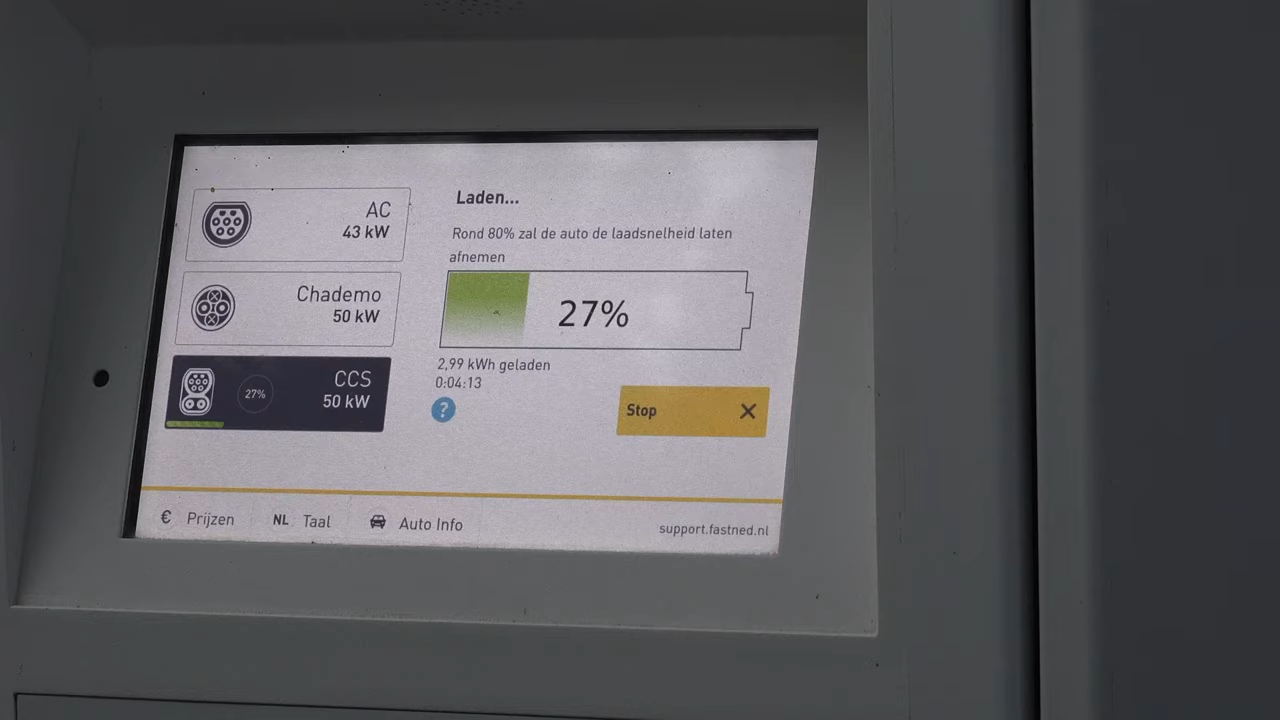 AC
43 kW
Chademo
50 kW
27%
CCS
50 kW
Laden...
Rond 80% zal de auto de laadsnelheid laten
afnemen
27%
2,99 kWh geladen
0:04:13
?
Stop
€ Prijzen
NL Taal
Auto Info
support.fastned.nl